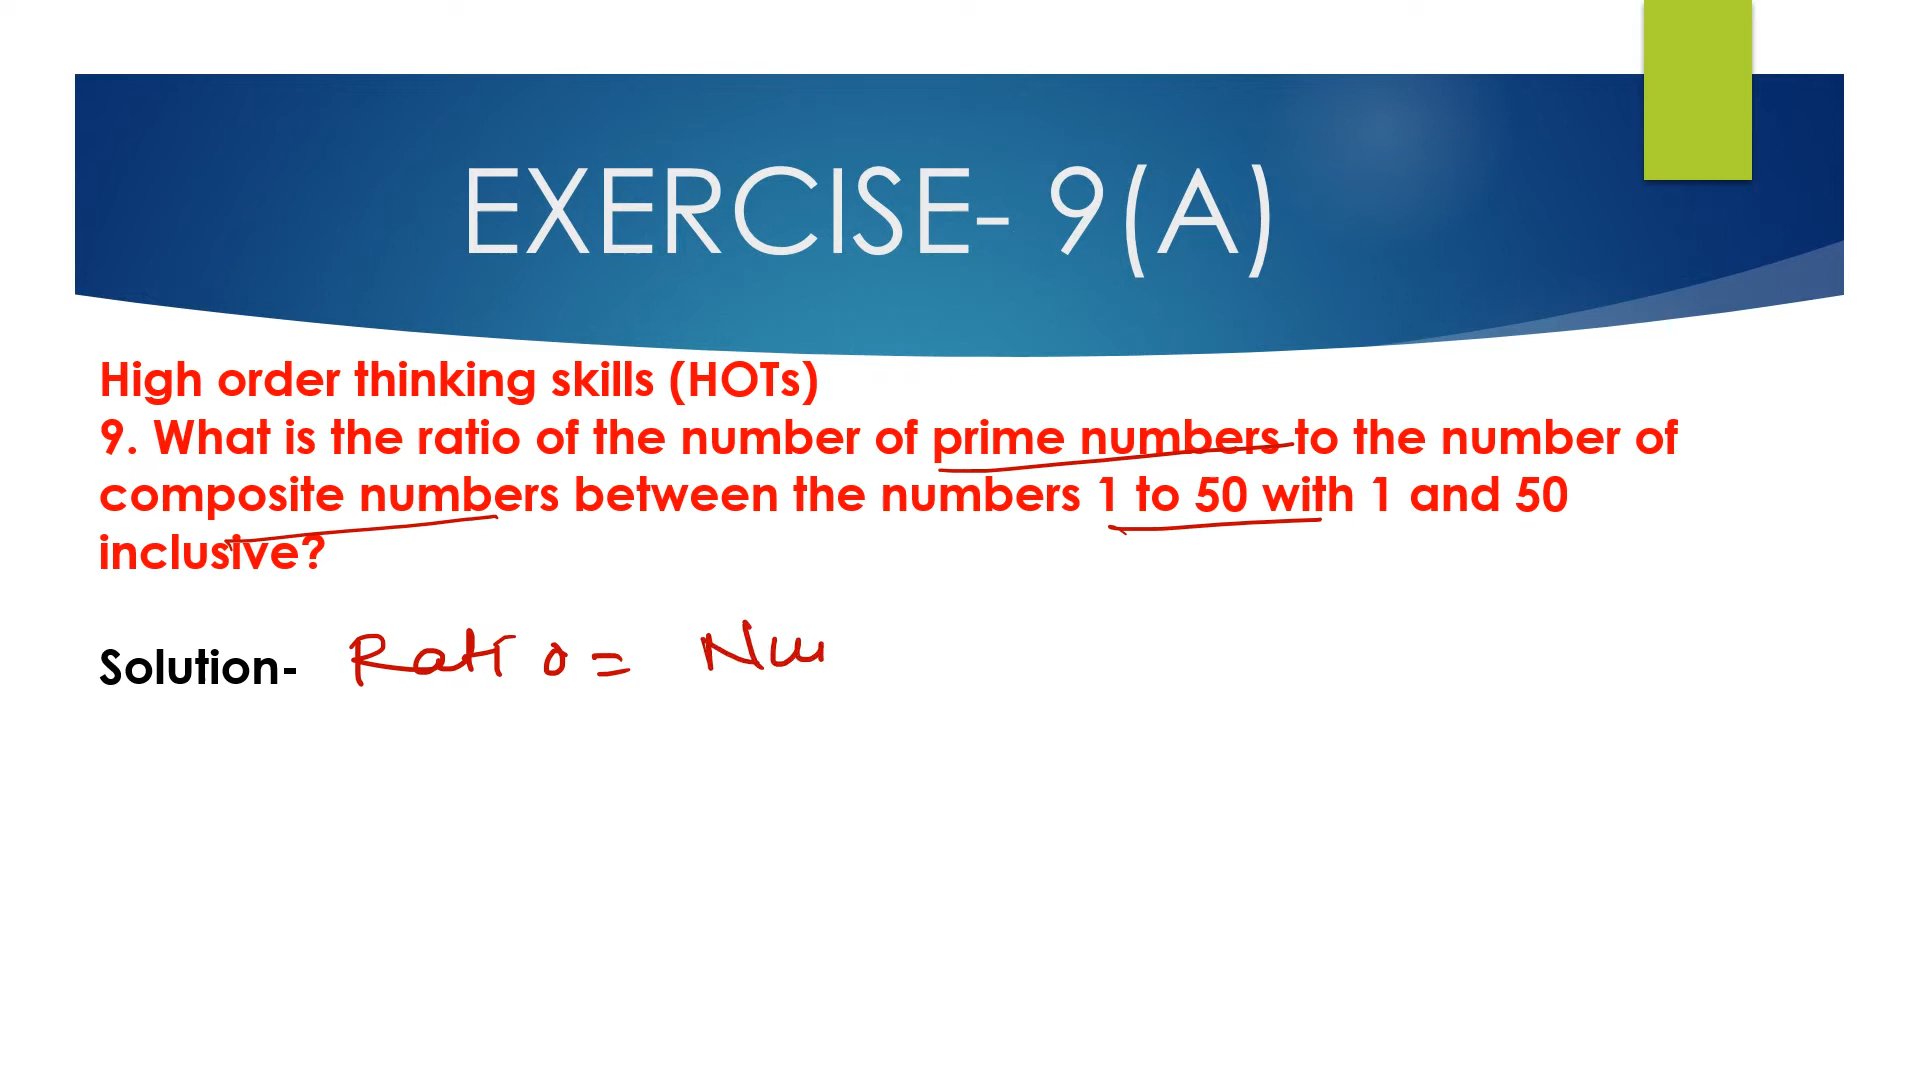 EXERCISE- 9(A)
High order thinking skills (HOTs)
9. What is the ratio of the number of prime numbers to the number of
composite numbers between the numbers 1 to 50 with 1 and 50
inclusive?
Solution- Ratio = Num